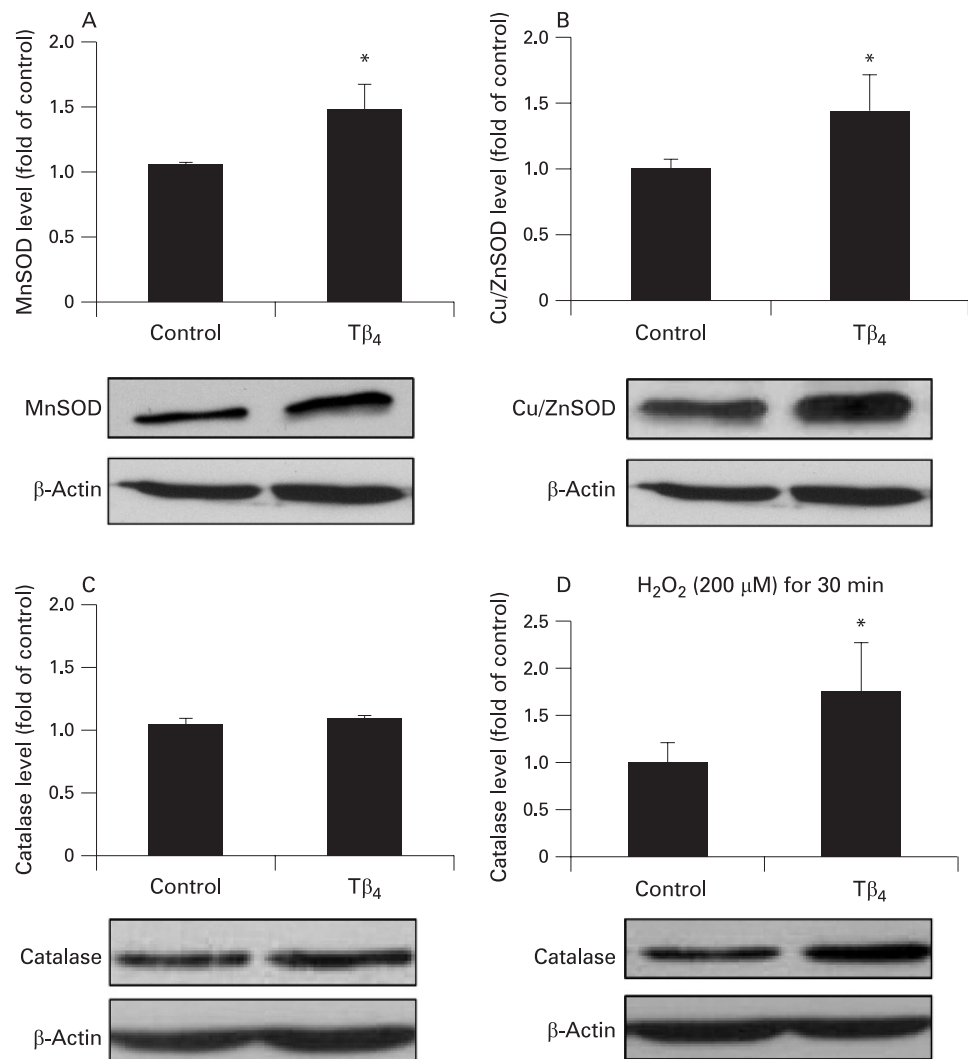 A
MnSOD level (fold of control)
2.0
1.5
1.0
0.5
0
*
Control Tβ₄
MnSOD
β-Actin
B
Cu/ZnSOD level (fold of control)
2.0
1.5
1.0
0.5
0
*
Control Tβ₄
Cu/ZnSOD
β-Actin
C
Catalase level (fold of control)
2.0
1.5
1.0
0.5
0
Control Tβ₄
Catalase
β-Actin
D H₂O₂ (200 μM) for 30 min
Catalase level (fold of control)
2.5
2.0
1.5
1.0
0.5
0
*
Control Tβ₄
Catalase
β-Actin